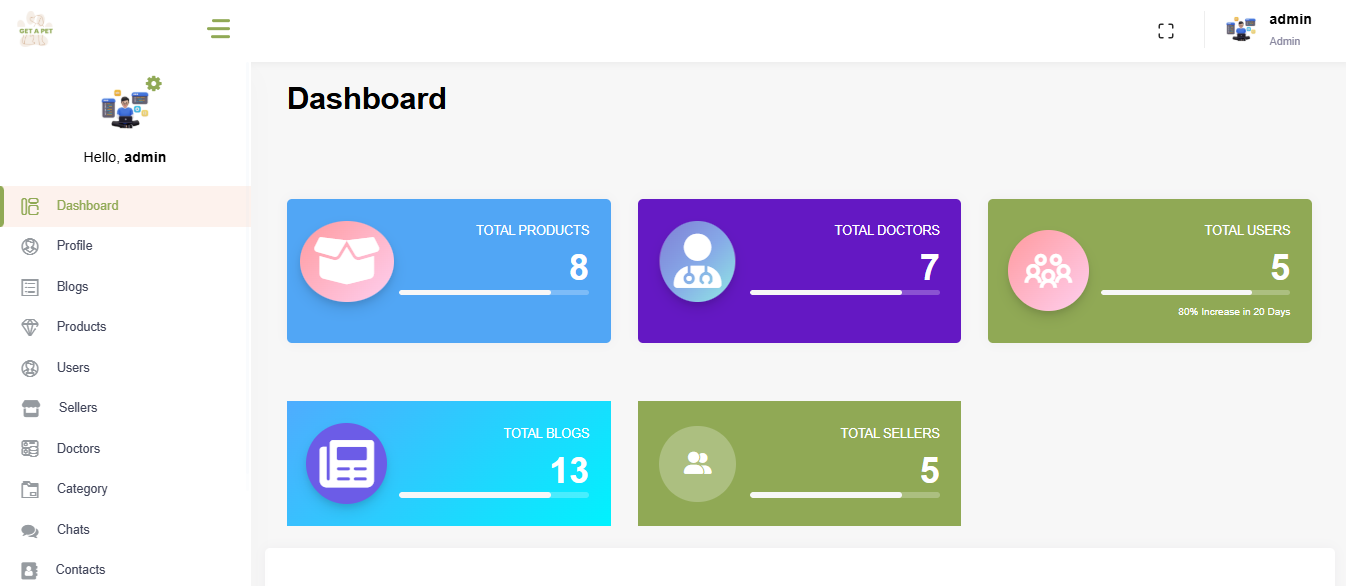 GET A PET
admin
Admin
Hello, admin
Dashboard
Profile
Blogs
Products
Users
Sellers
Doctors
Category
Chats
Contacts
Dashboard
TOTAL PRODUCTS
8
TOTAL DOCTORS
7
TOTAL USERS
5
80% Increase in 20 Days
TOTAL BLOGS
13
TOTAL SELLERS
5